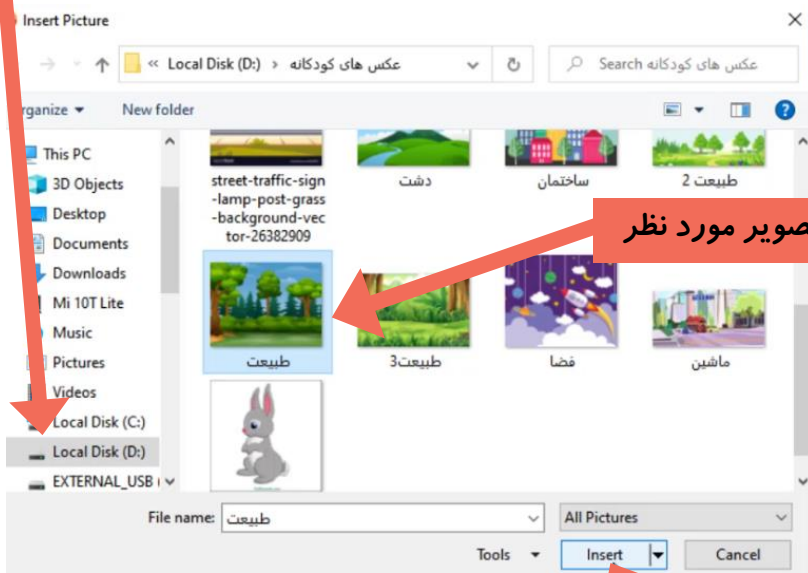 Insert Picture
« Local Disk (D:) › عکس های کودکانه
Search عکس های کودکانه
rganize
New folder
This PC
3D Objects
Desktop
Documents
Downloads
Mi 10T Lite
Music
Pictures
Videos
Local Disk (C:)
Local Disk (D:)
EXTERNAL_USB (
street-traffic-sign
-lamp-post-grass
-background-vec
tor-26382909
دشت
ساختمان
طبیعت 2
صویر مورد نظر
طبیعت
طبیعت3
فضا
ماشین
File name: طبیعت
All Pictures
Tools
Insert
Cancel